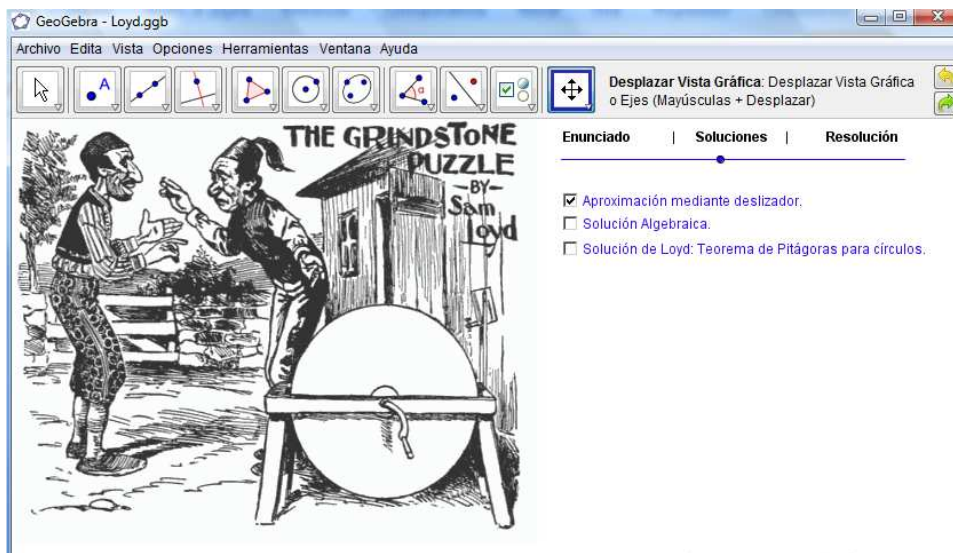 GeoGebra - Loyd.ggb
Archivo Edita Vista Opciones Herramientas Ventana Ayuda
A
α
Desplazar Vista Gráfica: Desplazar Vista Gráfica
o Ejes (Mayúsculas + Desplazar)
THE GRINDSTONE
PUZZLE
-BY-
Sam
Loyd
Enunciado | Soluciones | Resolución
Aproximación mediante deslizador.
Solución Algebraica.
Solución de Loyd: Teorema de Pitágoras para círculos.